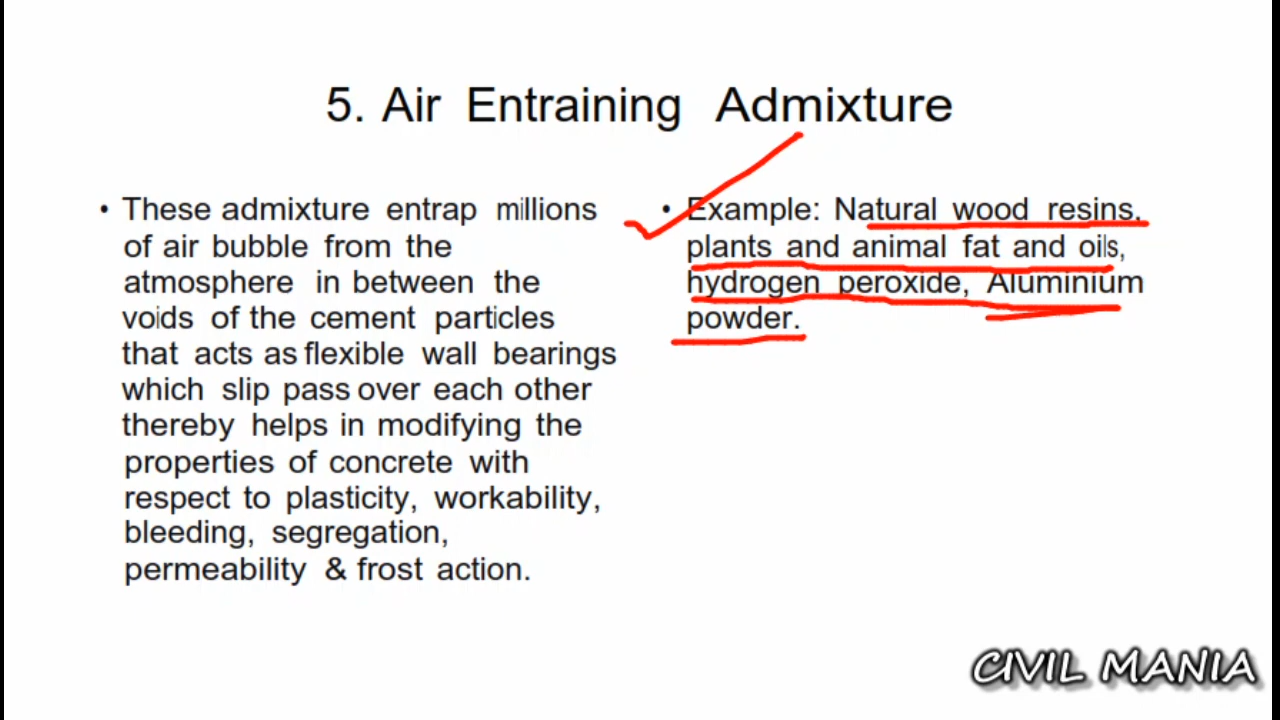 5. Air Entraining Admixture
• These admixture entrap millions
of air bubble from the
atmosphere in between the
voids of the cement particles
that acts as flexible wall bearings
which slip pass over each other
thereby helps in modifying the
properties of concrete with
respect to plasticity, workability,
bleeding, segregation,
permeability & frost action.
• Example: Natural wood resins,
plants and animal fat and oils,
hydrogen peroxide, Aluminium
powder.
CIVIL MANIA